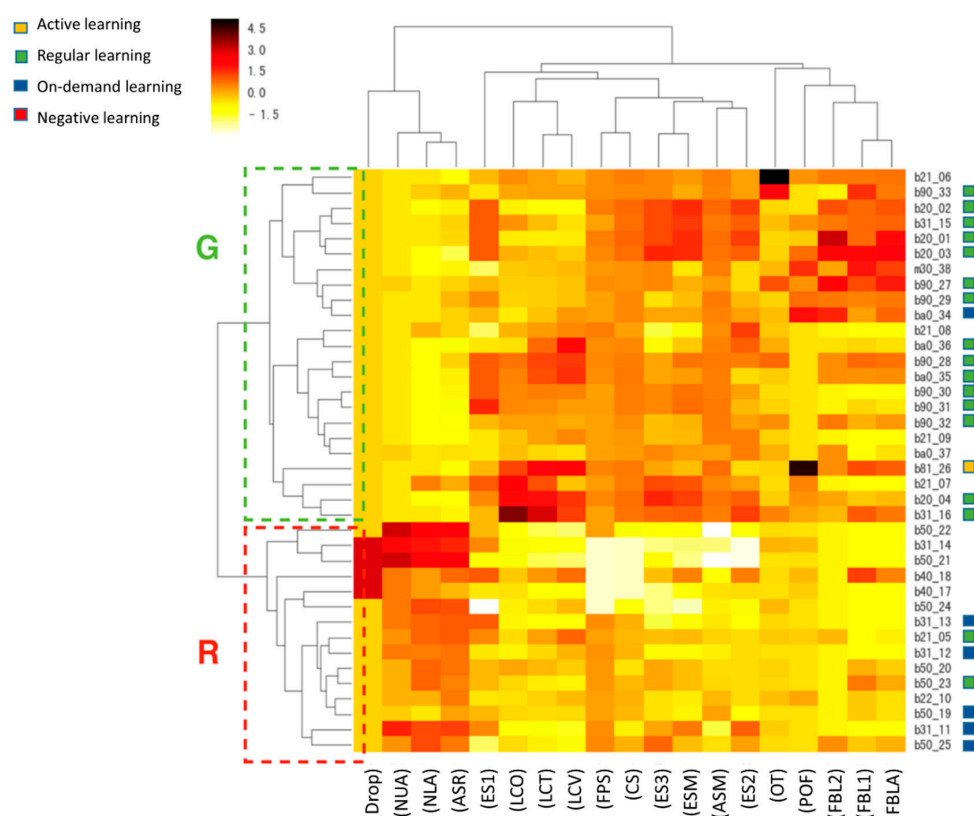 Active learning
Regular learning
On-demand learning
Negative learning
4.5
3.0
1.5
0.0
- 1.5
G
R
b21_06
b90_33
b20_02
b31_15
b20_01
b20_03
m30_38
b90_27
b90_29
ba0_34
b21_08
ba0_36
b90_28
ba0_35
b90_30
b90_31
b90_32
b21_09
ba0_37
b81_26
b21_07
b20_04
b31_16
b50_22
b31_14
b50_21
b40_18
b40_17
b50_24
b31_13
b21_05
b31_12
b50_20
b50_23
b22_10
b50_19
b31_11
b50_25
Drop)
(NUA)
(NLA)
(ASR)
(ES1)
(LCO)
(LCT)
(LCV)
(FPS)
(CS)
(ES3)
(ESM)
(ASM)
(ES2)
(OT)
(POF)
(FBL2)
(FBL1)
FBLA)